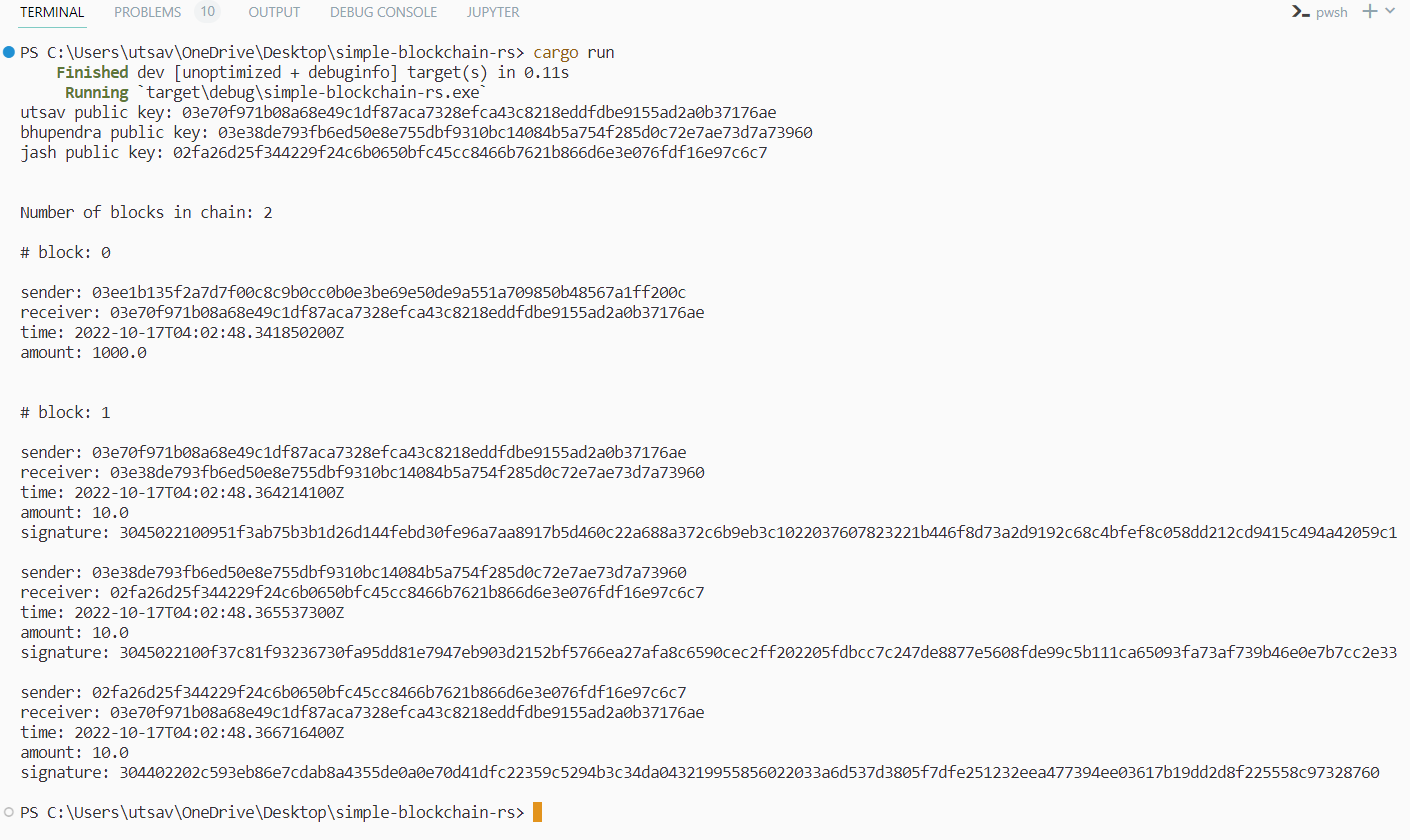 TERMINAL PROBLEMS 10 OUTPUT DEBUG CONSOLE JUPYTER pwsh
PS C:\Users\utsav\OneDrive\Desktop\simple-blockchain-rs> cargo run
Finished dev [unoptimized + debuginfo] target(s) in 0.11s
Running `target\debug\simple-blockchain-rs.exe`
utsav public key: 03e70f971b08a68e49c1df87aca7328efca43c8218eddfdbe9155ad2a0b37176ae
bhupendra public key: 03e38de793fb6ed50e8e755dbf9310bc14084b5a754f285d0c72e7ae73d7a73960
jash public key: 02fa26d25f344229f24c6b0650bfc45cc8466b7621b866d6e3e076fdf16e97c6c7
Number of blocks in chain: 2
# block: 0
sender: 03ee1b135f2a7d7f00c8c9b0cc0b0e3be69e50de9a551a709850b48567a1ff200c
receiver: 03e70f971b08a68e49c1df87aca7328efca43c8218eddfdbe9155ad2a0b37176ae
time: 2022-10-17T04:02:48.341850200Z
amount: 1000.0
# block: 1
sender: 03e70f971b08a68e49c1df87aca7328efca43c8218eddfdbe9155ad2a0b37176ae
receiver: 03e38de793fb6ed50e8e755dbf9310bc14084b5a754f285d0c72e7ae73d7a73960
time: 2022-10-17T04:02:48.364214100Z
amount: 10.0
signature: 3045022100951f3ab75b3b1d26d144febd30fe96a7aa8917b5d460c22a688a372c6b9eb3c1022037607823221b446f8d73a2d9192c68c4bfef8c058dd212cd9415c494a42059c1
sender: 03e38de793fb6ed50e8e755dbf9310bc14084b5a754f285d0c72e7ae73d7a73960
receiver: 02fa26d25f344229f24c6b0650bfc45cc8466b7621b866d6e3e076fdf16e97c6c7
time: 2022-10-17T04:02:48.365537300Z
amount: 10.0
signature: 3045022100f37c81f93236730fa95dd81e7947eb903d2152bf5766ea27afa8c6590cec2ff202205fdbcc7c247de8877e5608fde99c5b111ca65093fa73af739b46e0e7b7cc2e33
sender: 02fa26d25f344229f24c6b0650bfc45cc8466b7621b866d6e3e076fdf16e97c6c7
receiver: 03e70f971b08a68e49c1df87aca7328efca43c8218eddfdbe9155ad2a0b37176ae
time: 2022-10-17T04:02:48.366716400Z
amount: 10.0
signature: 304402202c593eb86e7cdab8a4355de0a0e70d41dfc22359c5294b3c34da043219955856022033a6d537d3805f7dfe251232eea477394ee03617b19dd2d8f225558c97328760
PS C:\Users\utsav\OneDrive\Desktop\simple-blockchain-rs>